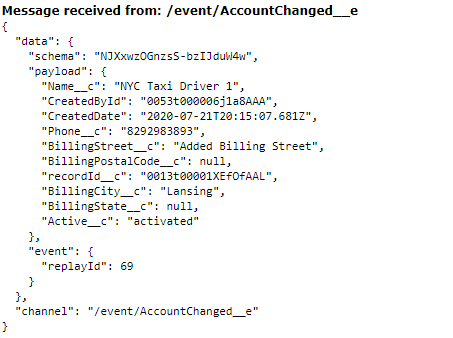 Message received from: /event/AccountChanged__e
{
  "data": {
    "schema": "NJXxwzOGnzsS-bzIJduW4w",
    "payload": {
      "Name__c": "NYC Taxi Driver 1",
      "CreatedById": "0053t000006j1a8AAA",
      "CreatedDate": "2020-07-21T20:15:07.681Z",
      "Phone__c": "8292983893",
      "BillingStreet__c": "Added Billing Street",
      "BillingPostalCode__c": null,
      "recordId__c": "0013t00001XEfOfAAL",
      "BillingCity__c": "Lansing",
      "BillingState__c": null,
      "Active__c": "activated"
    },
    "event": {
      "replayId": 69
    }
  },
  "channel": "/event/AccountChanged__e"
}